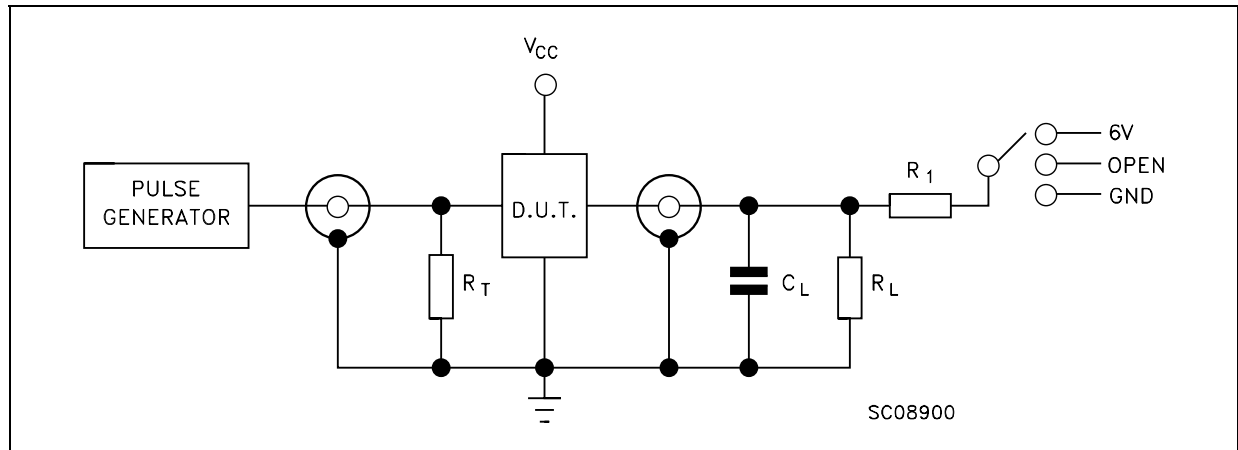 VCC
PULSE
GENERATOR
D.U.T.
RT
CL
RL
R1
6V
OPEN
GND
SC08900